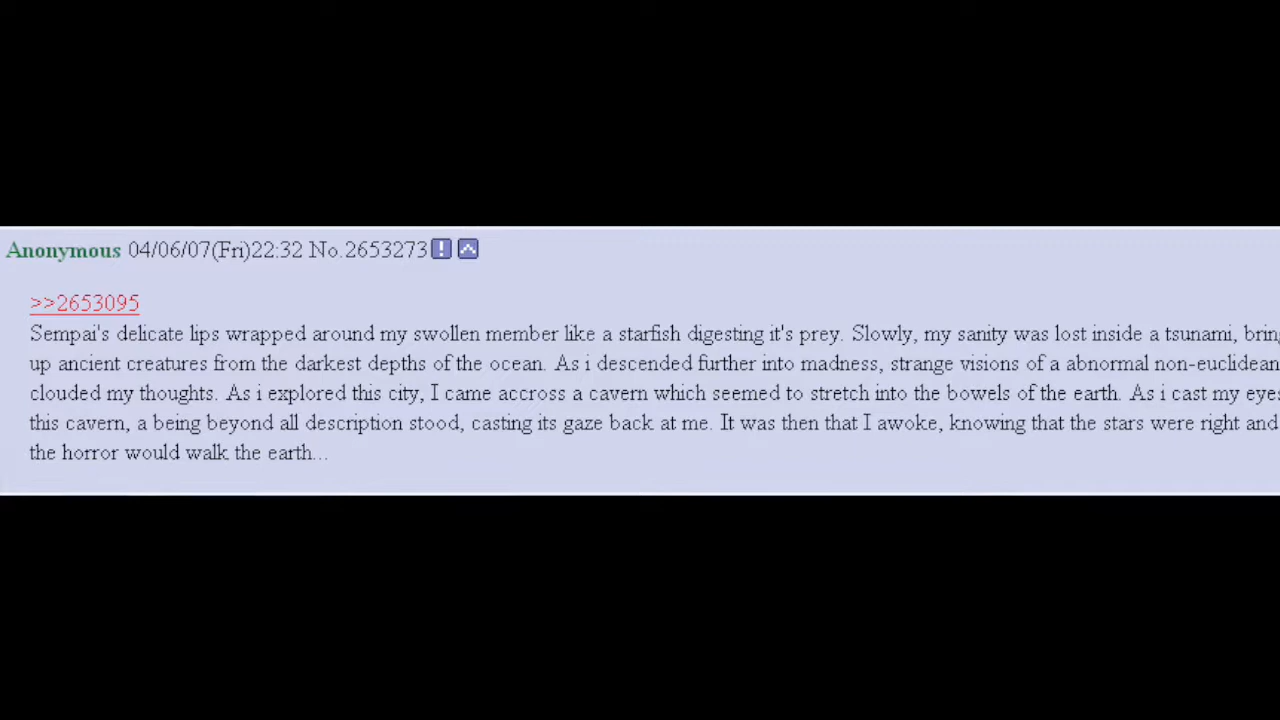 Anonymous 04/06/07(Fri)22:32 No.2653273
>>2653095
Sempai's delicate lips wrapped around my swollen member like a starfish digesting it's prey. Slowly, my sanity was lost inside a tsunami, bring
up ancient creatures from the darkest depths of the ocean. As i descended further into madness, strange visions of a abnormal non-euclidean
clouded my thoughts. As i explored this city, I came accross a cavern which seemed to stretch into the bowels of the earth. As i cast my eyes
this cavern, a being beyond all description stood, casting its gaze back at me. It was then that I awoke, knowing that the stars were right and
the horror would walk the earth...